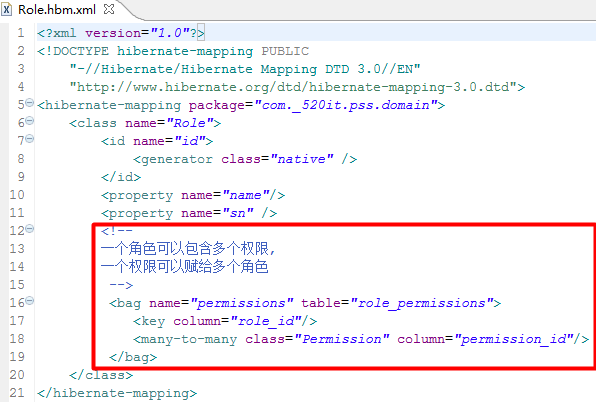 Role.hbm.xml
1 <?xml version="1.0"?>
2 <!DOCTYPE hibernate-mapping PUBLIC
3 "-//Hibernate/Hibernate Mapping DTD 3.0//EN"
4 "http://www.hibernate.org/dtd/hibernate-mapping-3.0.dtd">
5 <hibernate-mapping package="com._520it.pss.domain">
6 <class name="Role">
7 <id name="id">
8 <generator class="native" />
9 </id>
10 <property name="name"/>
11 <property name="sn" />
12 <!--
13 一个角色可以包含多个权限,
14 一个权限可以赋给多个角色
15 -->
16 <bag name="permissions" table="role_permissions">
17 <key column="role_id"/>
18 <many-to-many class="Permission" column="permission_id"/>
19 </bag>
20 </class>
21 </hibernate-mapping>